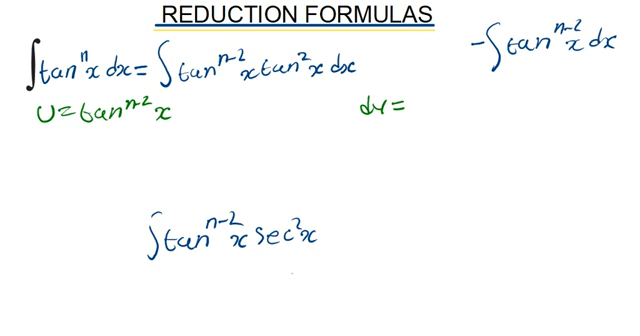 REDUCTION FORMULAS
∫tanⁿx dx = ∫tanⁿ⁻²x tan²x dx
-∫tanⁿ⁻²x dx
U = tanⁿ⁻²x
dv =
∫tanⁿ⁻²x sec²x